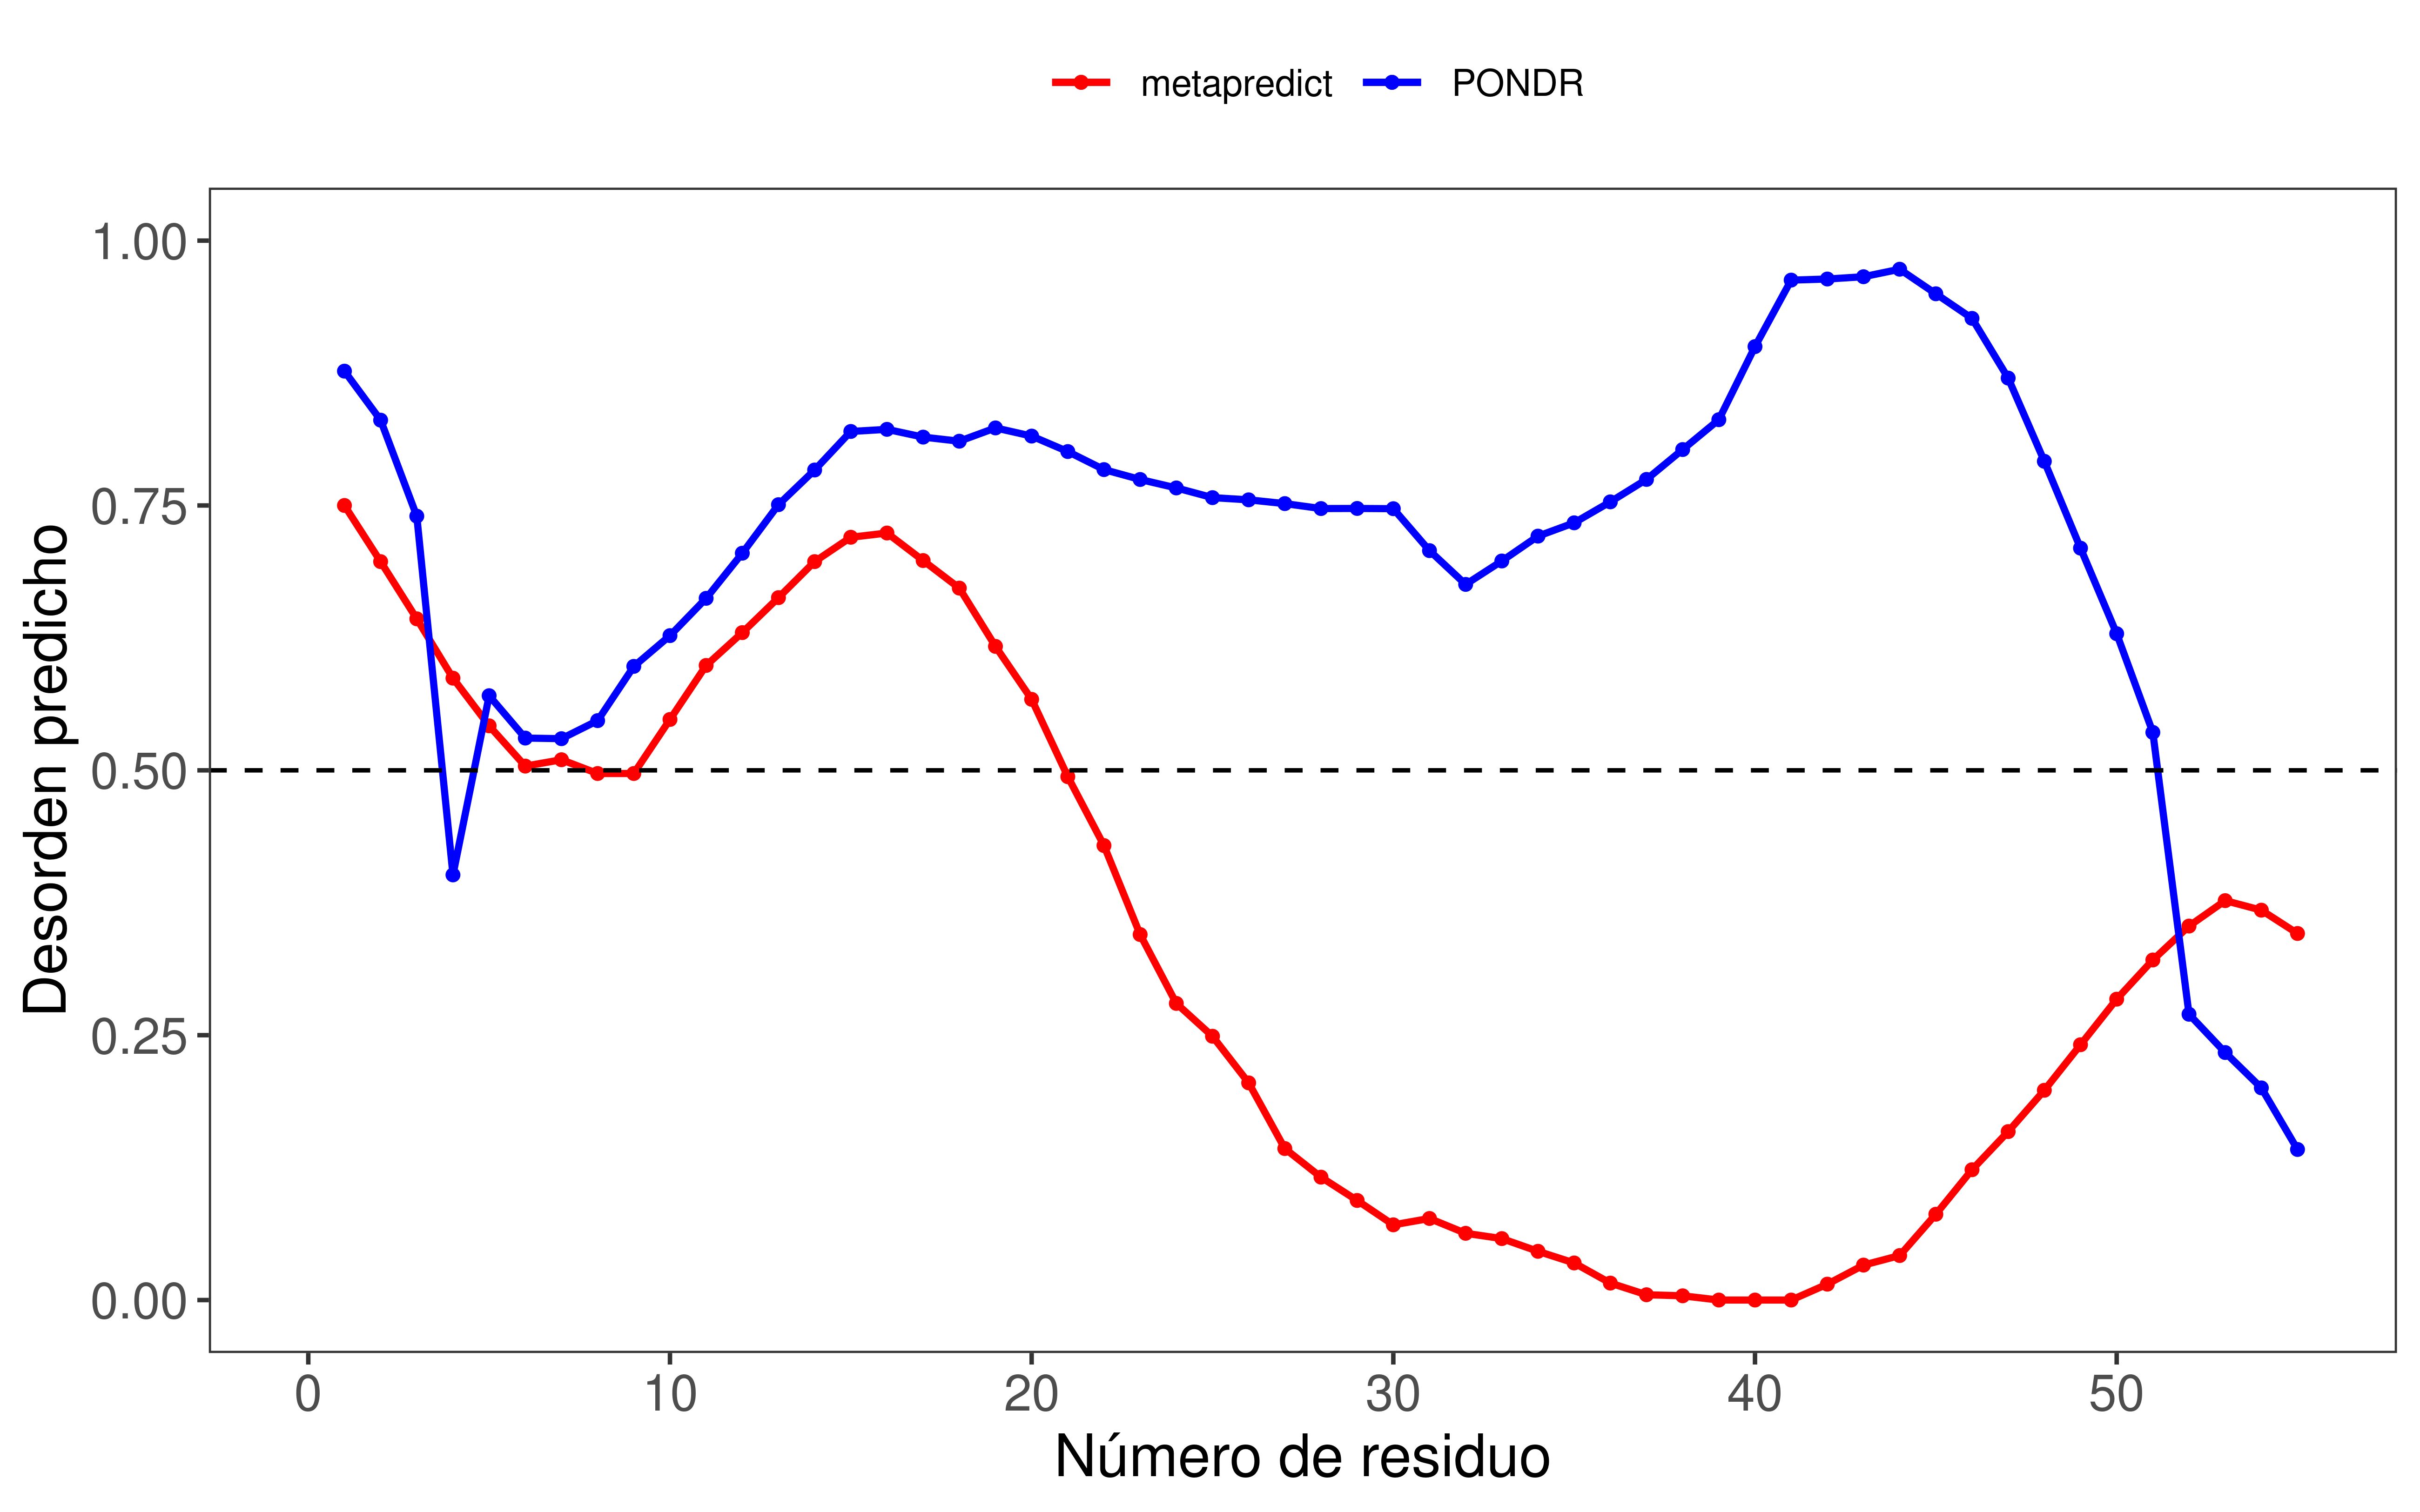 metapredict PONDR
1.00
0.75
0.50
0.25
0.00
Desorden predicho
0 10 20 30 40 50
Número de residuo